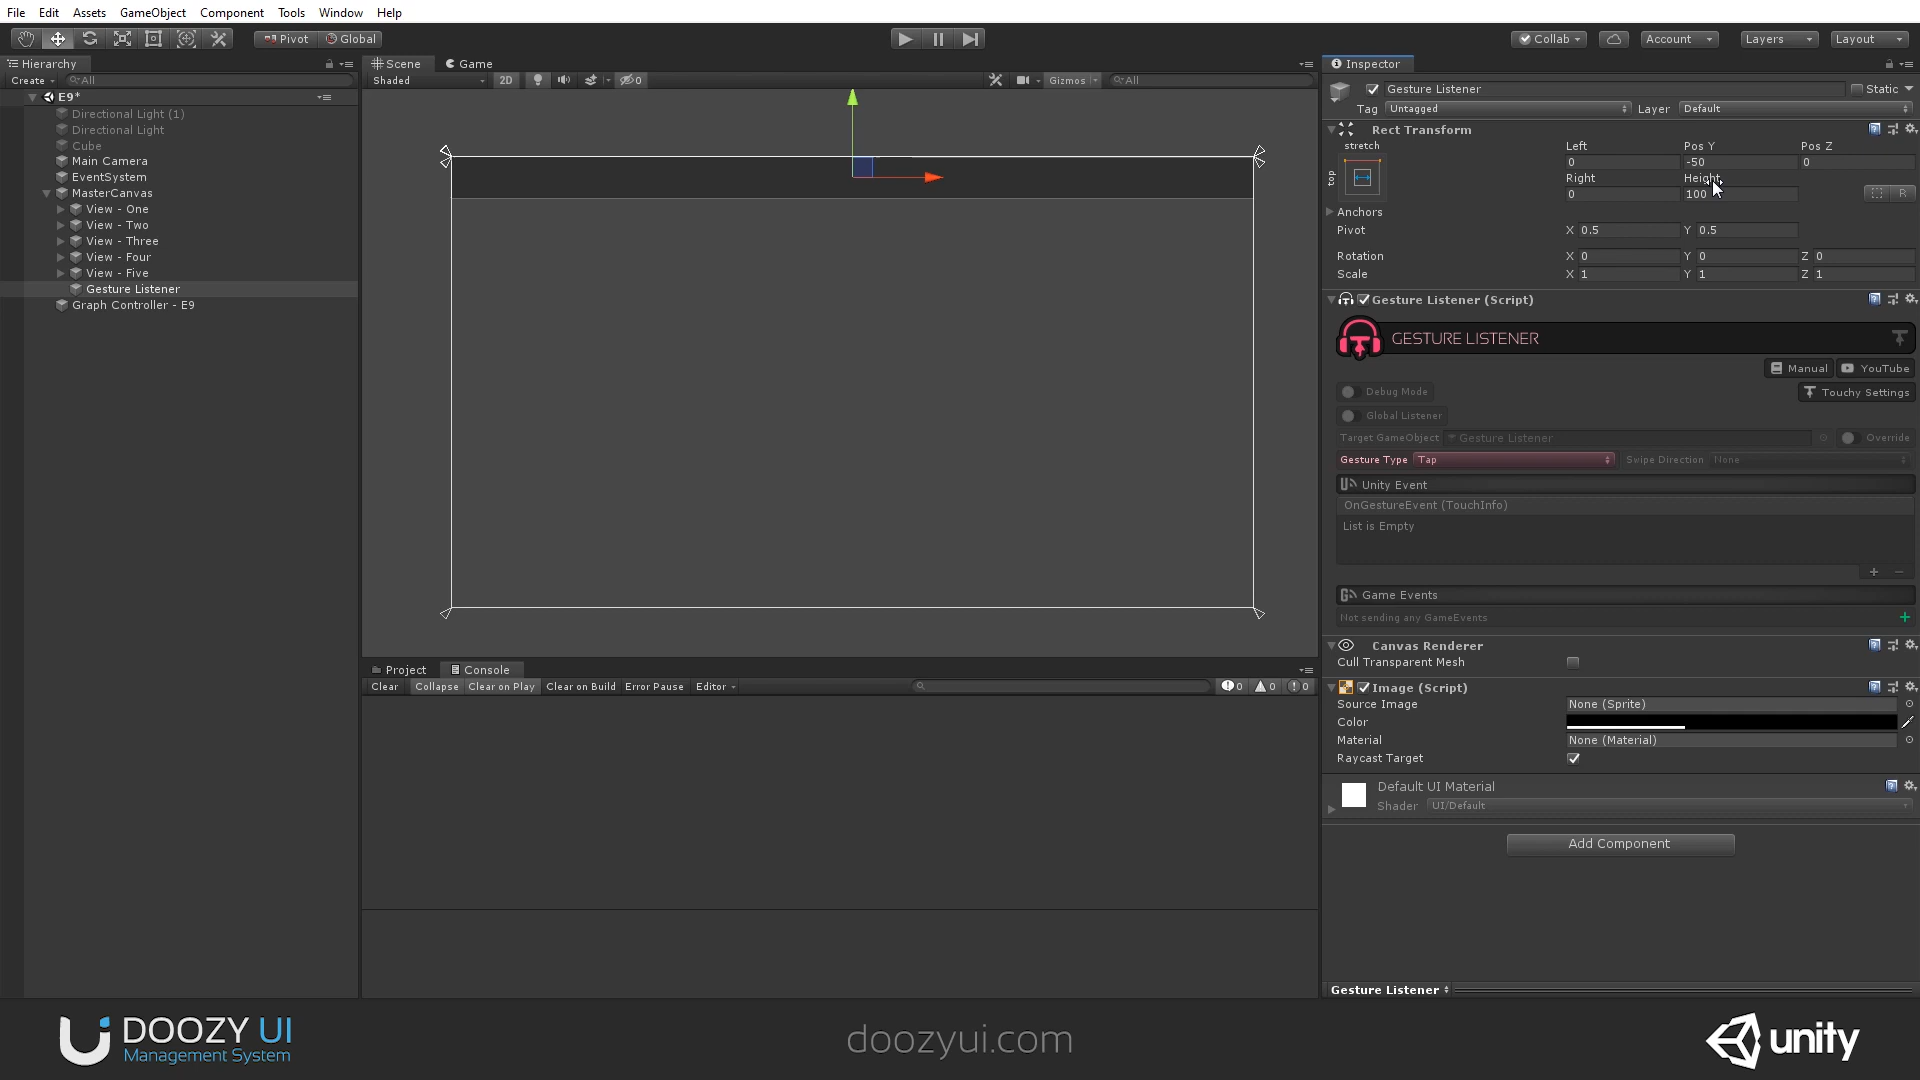 File Edit Assets GameObject Component Tools Window Help
Pivot Global
Collab Account Layers Layout
Hierarchy
Create All
E9*
Directional Light (1)
Directional Light
Cube
Main Camera
EventSystem
MasterCanvas
View - One
View - Two
View - Three
View - Four
View - Five
Gesture Listener
Graph Controller - E9
Scene Game
Shaded 2D 0 Gizmos All
Project Console
Clear Collapse Clear on Play Clear on Build Error Pause Editor 0 0 0
Inspector
Gesture Listener Static
Tag Untagged Layer Default
Rect Transform
stretch Left Pos Y Pos Z
0 -50 0
top Right Height
0 100 R
Anchors
Pivot X 0.5 Y 0.5
Rotation X 0 Y 0 Z 0
Scale X 1 Y 1 Z 1
Gesture Listener (Script)
GESTURE LISTENER
Manual YouTube
Debug Mode Touchy Settings
Global Listener
Target GameObject Gesture Listener Override
Gesture Type Tap Swipe Direction None
Unity Event
OnGestureEvent (TouchInfo)
List is Empty
Game Events
Not sending any GameEvents
Canvas Renderer
Cull Transparent Mesh
Image (Script)
Source Image None (Sprite)
Color
Material None (Material)
Raycast Target
Default UI Material
Shader UI/Default
Add Component
Gesture Listener
DOOZY UI
Management System
doozyui.com
unity